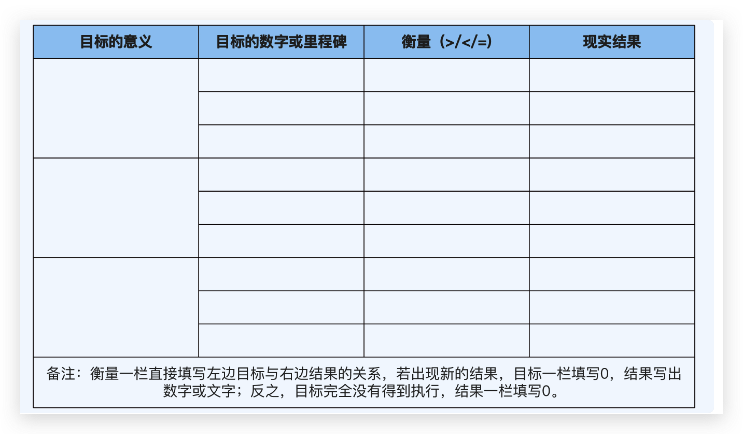 目标的意义 目标的数字或里程碑 衡量（>/</=） 现实结果
备注：衡量一栏直接填写左边目标与右边结果的关系，若出现新的结果，目标一栏填写0，结果写出
数字或文字；反之，目标完全没有得到执行，结果一栏填写0。